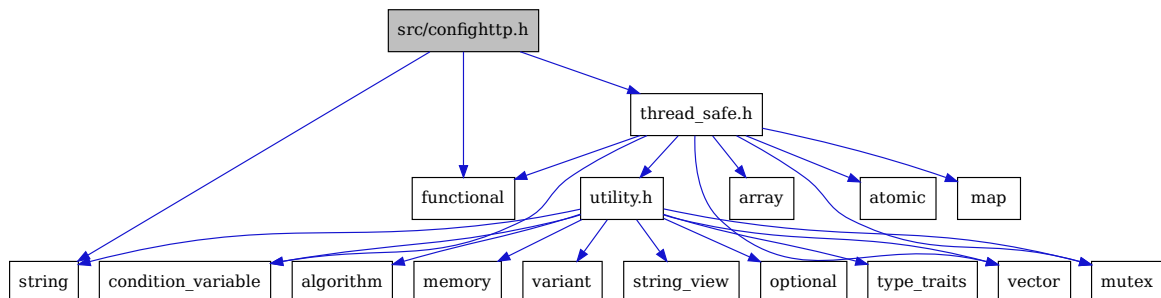 src/confighttp.h
thread_safe.h
functional
utility.h
array
atomic
map
string
condition_variable
algorithm
memory
variant
string_view
optional
type_traits
vector
mutex